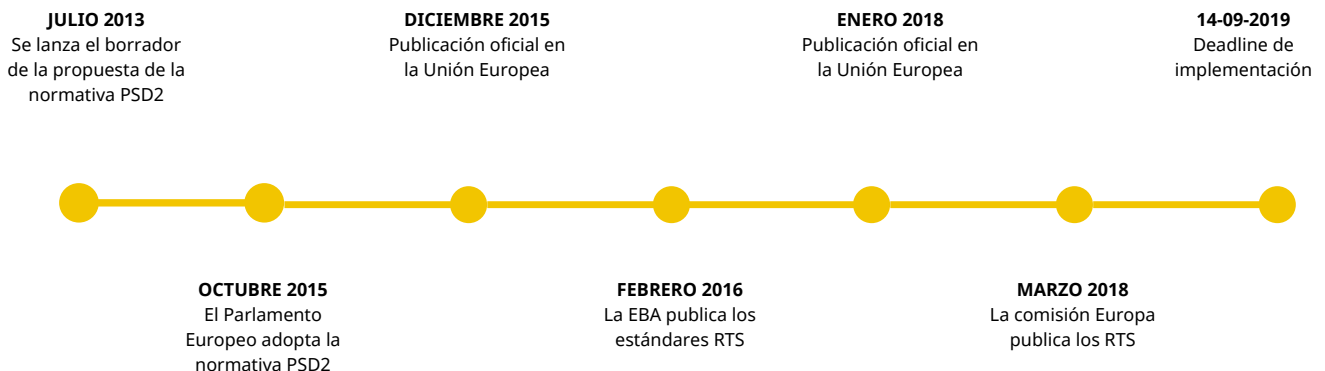 JULIO 2013
Se lanza el borrador
de la propuesta de la
normativa PSD2
OCTUBRE 2015
El Parlamento
Europeo adopta la
normativa PSD2
DICIEMBRE 2015
Publicación oficial en
la Unión Europea
FEBRERO 2016
La EBA publica los
estándares RTS
ENERO 2018
Publicación oficial en
la Unión Europea
MARZO 2018
La comisión Europa
publica los RTS
14-09-2019
Deadline de
implementación